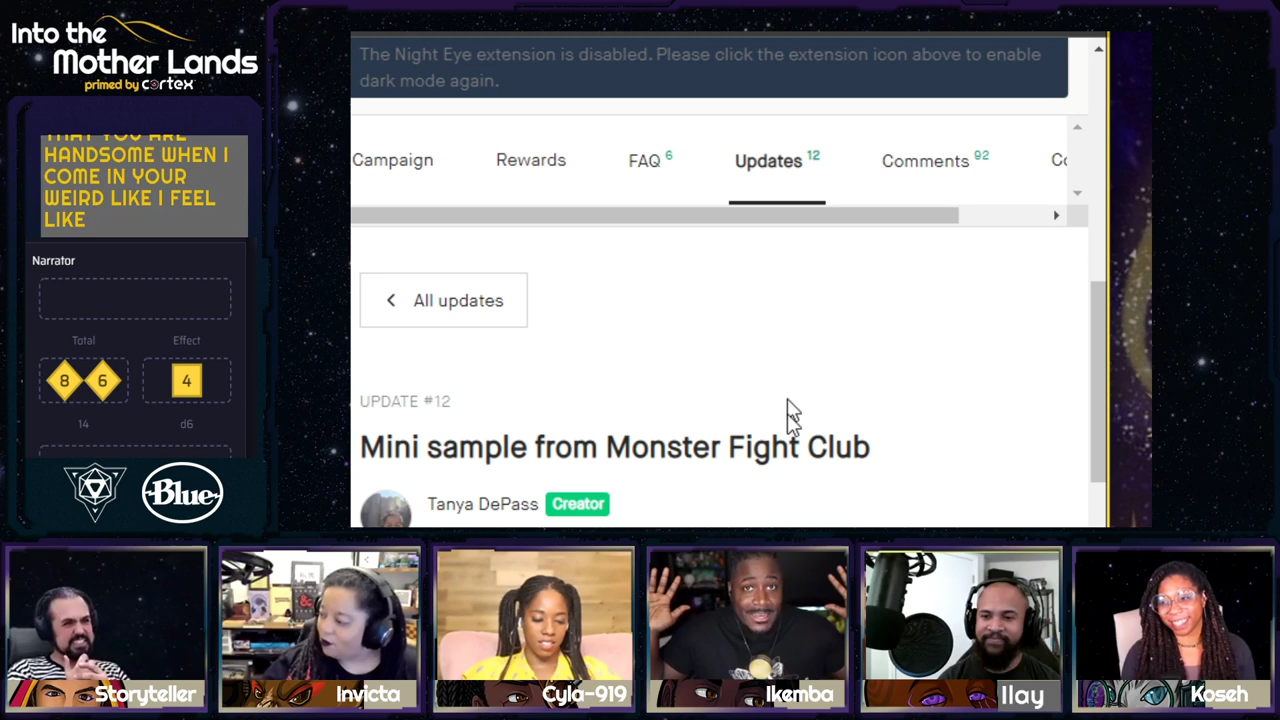 Into the
Mother Lands
primed by cortex
THAT YOU ARE
HANDSOME WHEN I
COME IN YOUR
WEIRD LIKE I FEEL
LIKE
Narrator
Total
Effect
8 6
4
14
d6
Blue
The Night Eye extension is disabled. Please click the extension icon above to enable
dark mode again.
Campaign
Rewards
FAQ 6
Updates 12
Comments 92
All updates
UPDATE #12
Mini sample from Monster Fight Club
Tanya DePass Creator
Storyteller
Invicta
Cyla-919
Ikemba
Ilay
Koseh